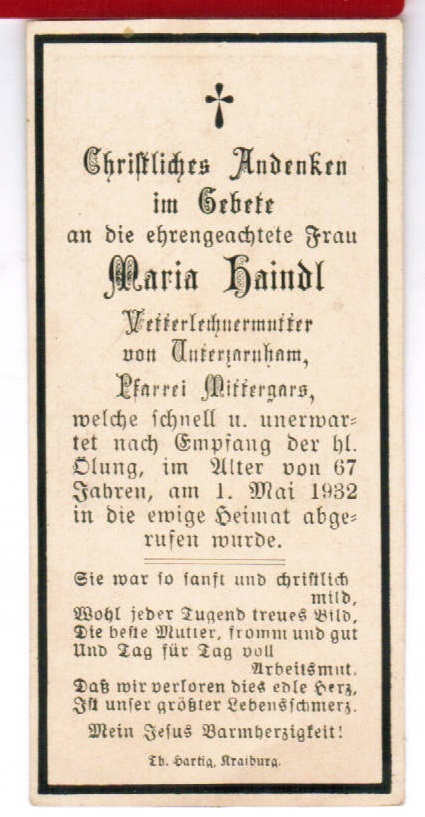 Christliches Andenken
im Gebete
an die ehrengeachtete Frau
Maria Haindl
Vetterlechnermutter
von Unterzarnham,
Pfarrei Mittergars,
welche schnell u. unerwar-
tet nach Empfang der hl.
Ölung, im Alter von 67
Jahren, am 1. Mai 1932
in die ewige Heimat abge-
rufen wurde.
Sie war so sanft und christlich
mild,
Wohl jeder Tugend treues Bild,
Die beste Mutter, fromm und gut
Und Tag für Tag voll
Arbeitsmut.
Daß wir verloren dies edle Herz,
Ist unser größter Lebensschmerz.
Mein Jesus Barmherzigkeit!
Th. Hartig, Kraiburg.